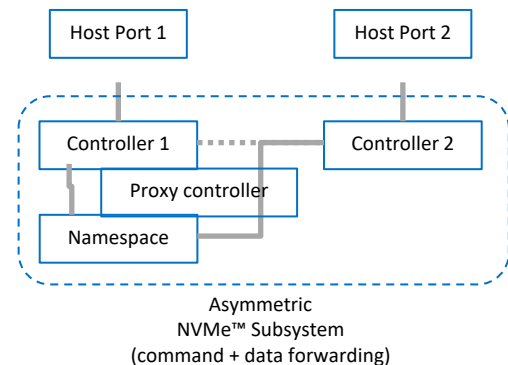 Host Port 1
Host Port 2
Controller 1
Controller 2
Proxy controller
Namespace
Asymmetric
NVMe™ Subsystem
(command + data forwarding)